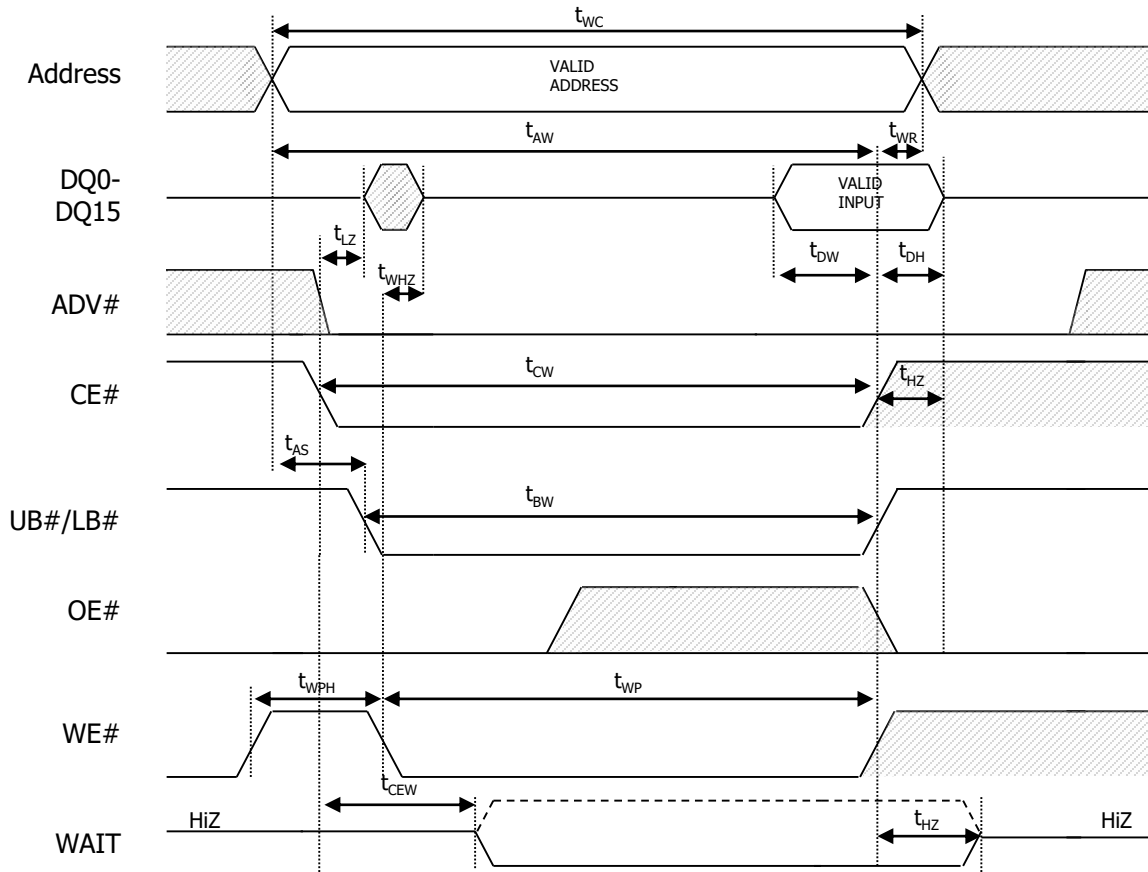 tWC
Address
VALID
ADDRESS
tAW
tWR
DQ0-
DQ15
VALID
INPUT
tLZ
tDW
tDH
tWHZ
ADV#
tCW
tHZ
CE#
tAS
tBW
UB#/LB#
OE#
tWPH
tWP
WE#
tCEW
HiZ
tHZ
HiZ
WAIT